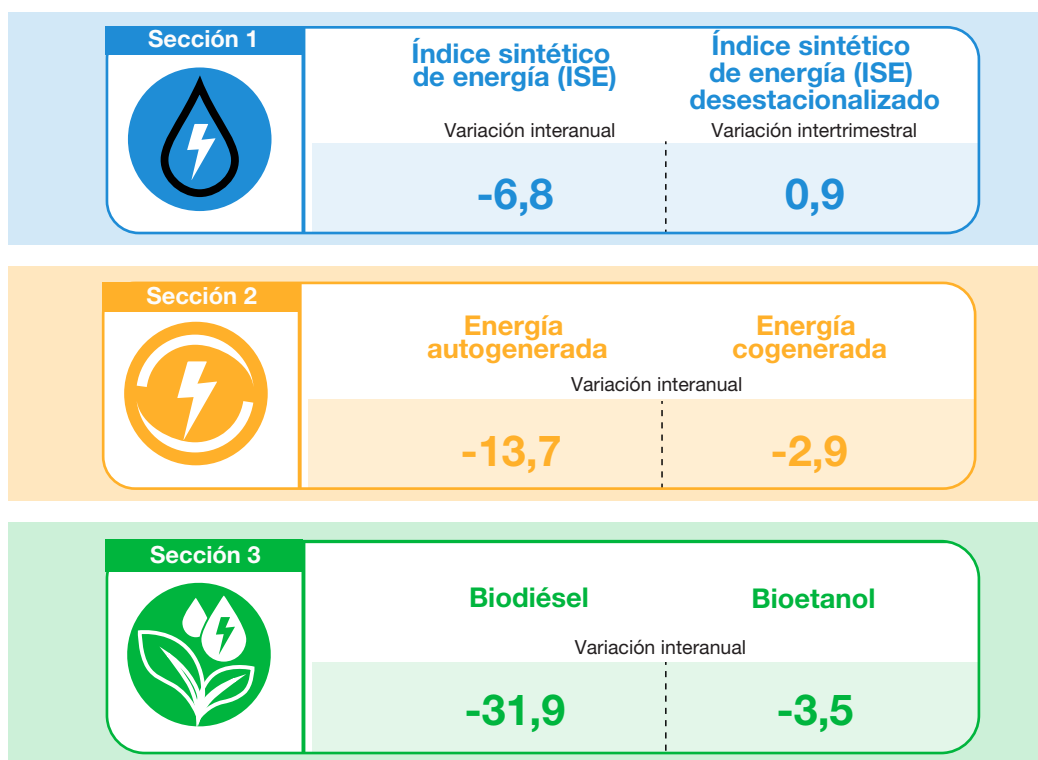 Sección 1
Índice sintético
de energía (ISE)
Variación interanual
-6,8
Índice sintético
de energía (ISE)
desestacionalizado
Variación intertrimestral
0,9
Sección 2
Energía
autogenerada
Energía
cogenerada
Variación interanual
-13,7
-2,9
Sección 3
Biodiésel
Bioetanol
Variación interanual
-31,9
-3,5